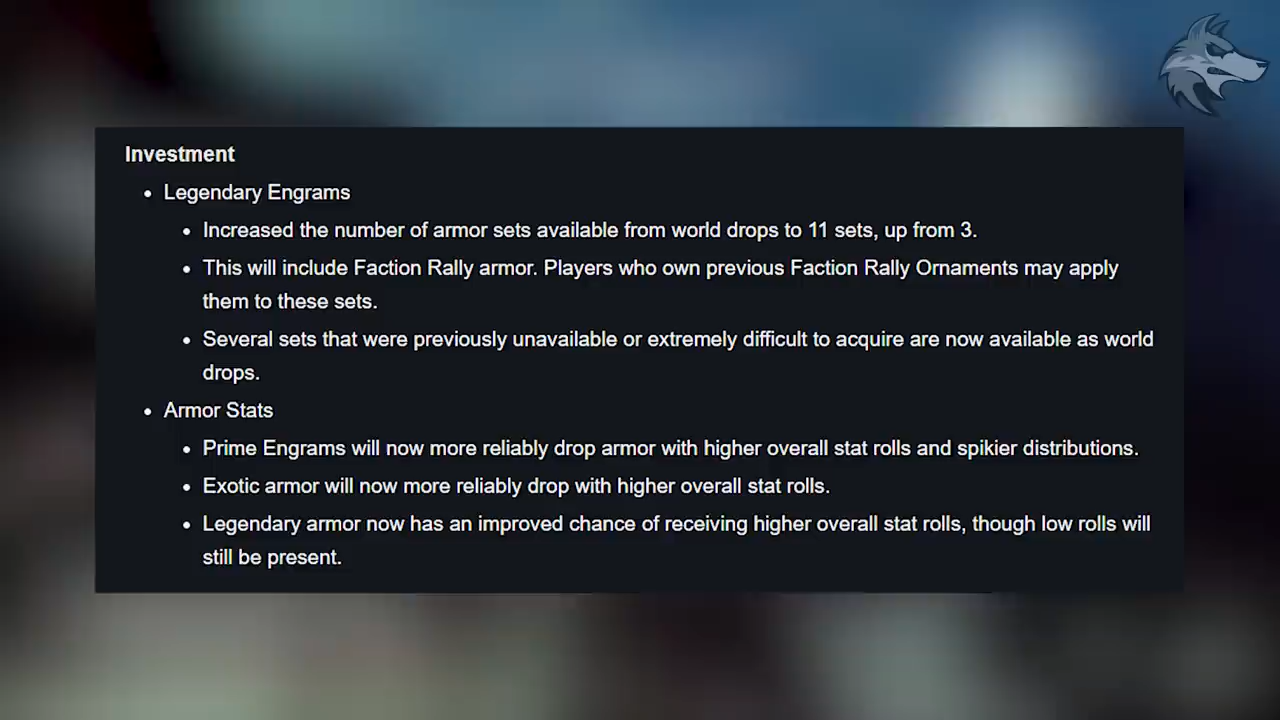 Investment
Legendary Engrams
Increased the number of armor sets available from world drops to 11 sets, up from 3.
This will include Faction Rally armor. Players who own previous Faction Rally Ornaments may apply
them to these sets.
Several sets that were previously unavailable or extremely difficult to acquire are now available as world
drops.
Armor Stats
Prime Engrams will now more reliably drop armor with higher overall stat rolls and spikier distributions.
Exotic armor will now more reliably drop with higher overall stat rolls.
Legendary armor now has an improved chance of receiving higher overall stat rolls, though low rolls will
still be present.